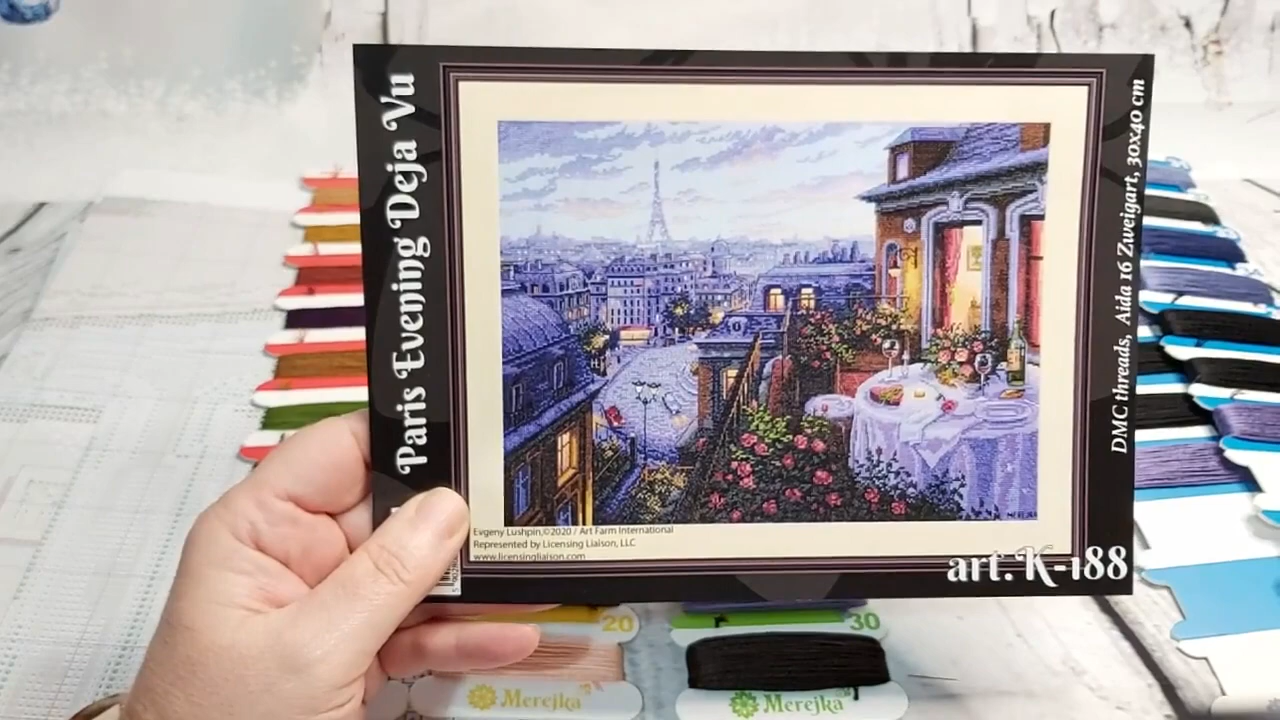 Paris Evening Deja Vu
DMC threads, Aida 16 Zweigart, 30x40 cm
Evgeny Lushpin,©2020 / Art Farm International
Represented by Licensing Liaison, LLC
www.licensingliaison.com
art. K-188
20
30
Merejka
Merejka